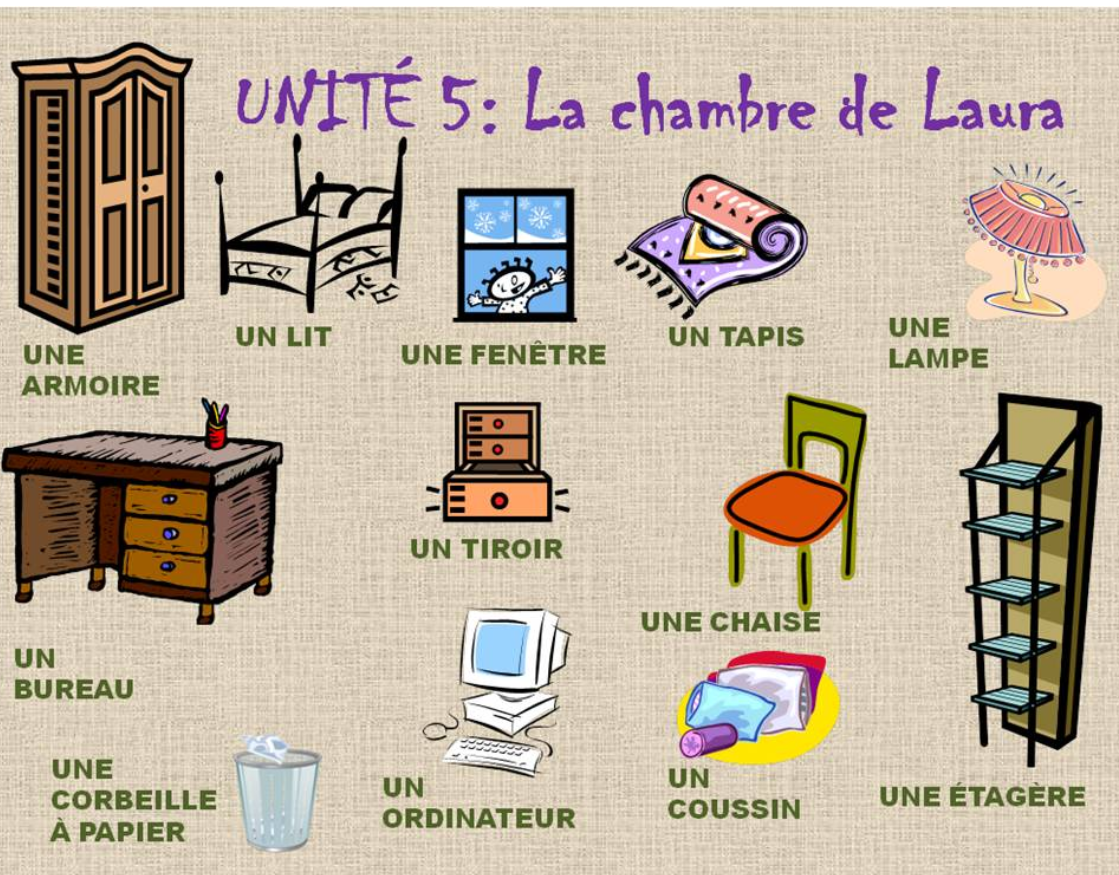 UNITÉ 5: La chambre de Laura
UNE
ARMOIRE
UN LIT
UNE FENÊTRE
UN TAPIS
UNE
LAMPE
UN
BUREAU
UN TIROIR
UNE CHAISE
UNE
CORBEILLE
À PAPIER
UN
ORDINATEUR
UN
COUSSIN
UNE ÉTAGÈRE